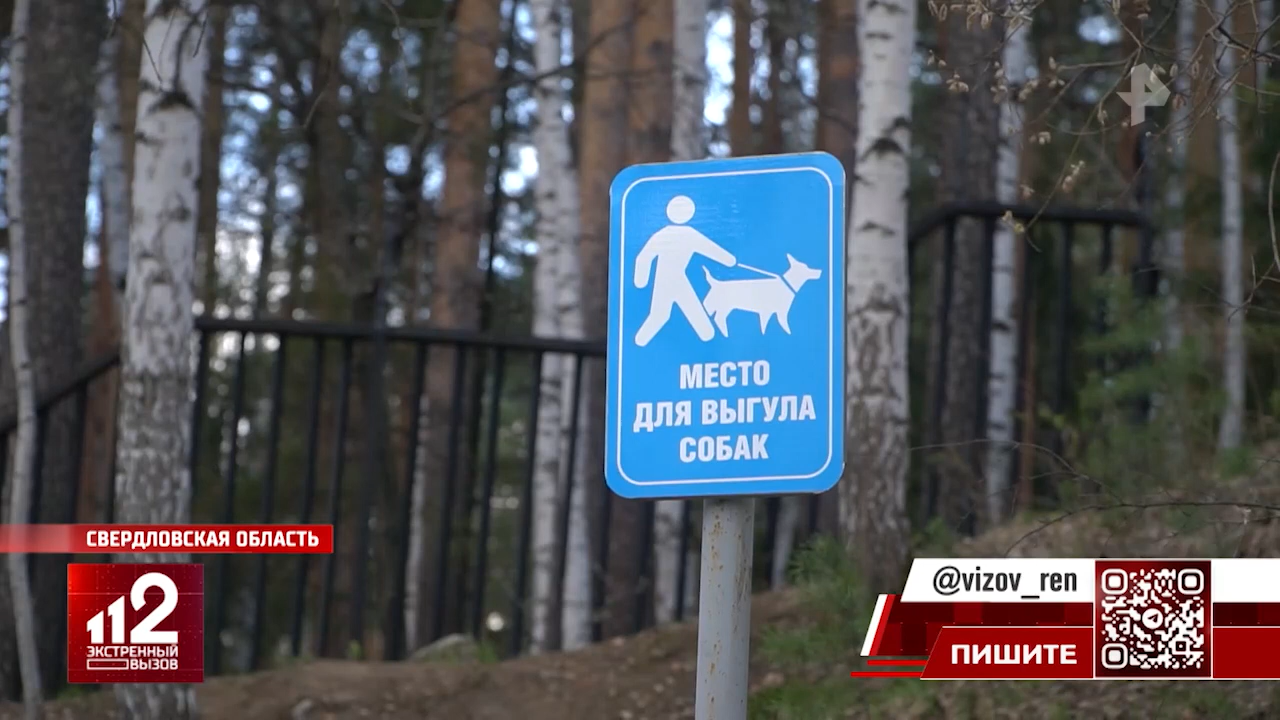 МЕСТО
ДЛЯ ВЫГУЛА
СОБАК
СВЕРДЛОВСКАЯ ОБЛАСТЬ
112
ЭКСТРЕННЫЙ
ВЫЗОВ
@vizov_ren
ПИШИТЕ